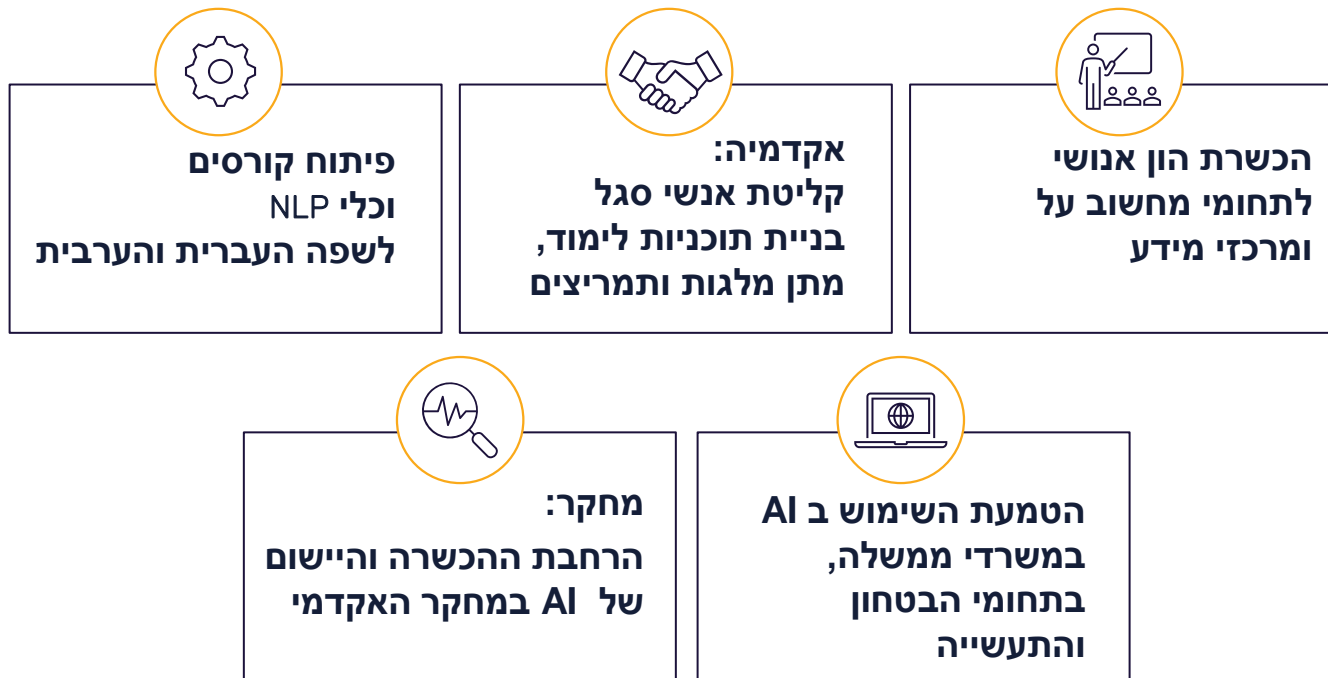 הכשרת הון אנושי
לתחומי מחשוב על
ומרכזי מידע
אקדמיה:
קליטת אנשי סגל
בניית תוכניות לימוד,
מתן מלגות ותמריצים
פיתוח קורסים
וכלי NLP
לשפה העברית והערבית
הטמעת השימוש ב AI
במשרדי ממשלה,
בתחומי הבטחון
והתעשייה
מחקר:
הרחבת ההכשרה והיישום
של AI במחקר האקדמי